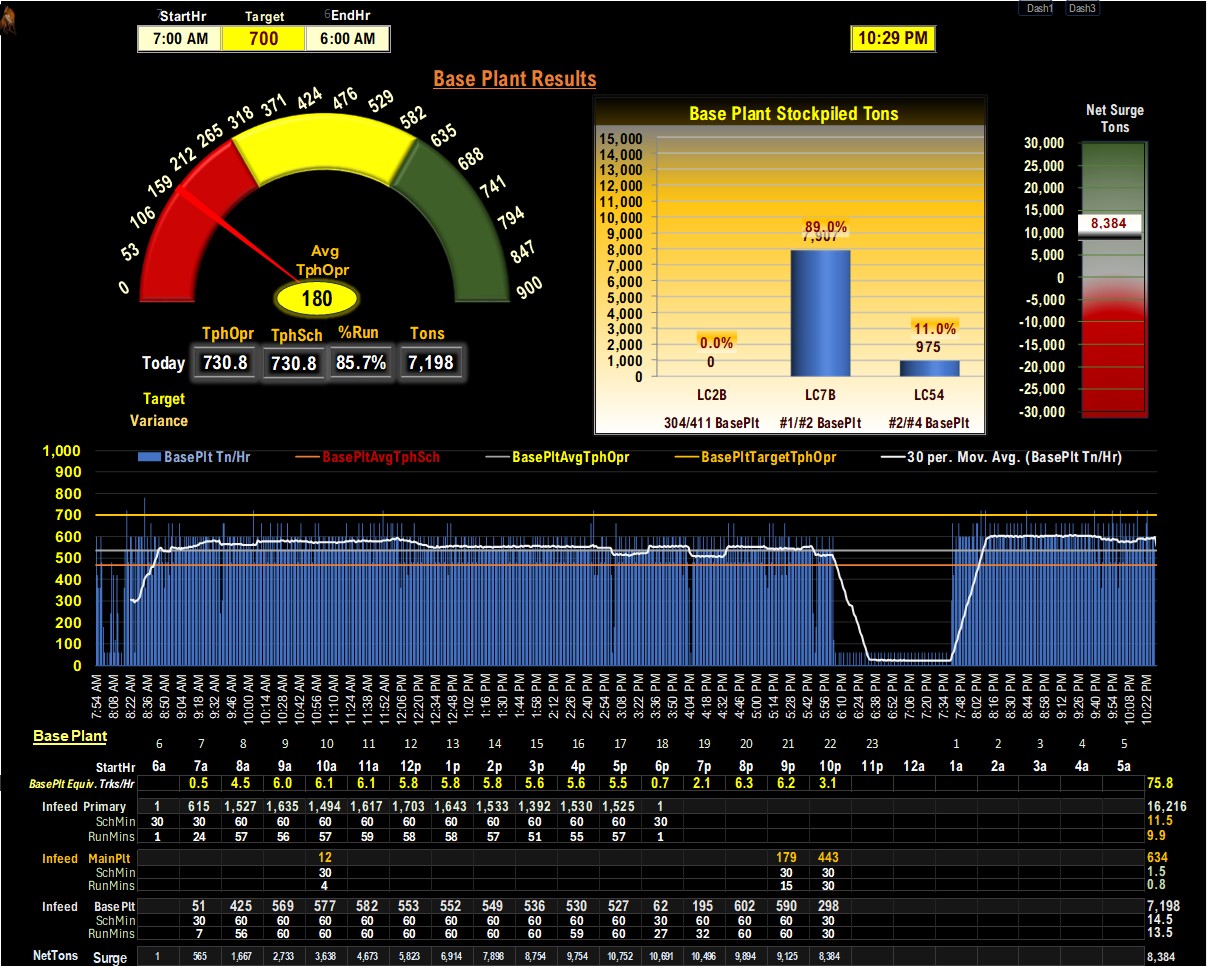 Dash1 Dash3
7 StartHr Target 6 EndHr
7:00 AM 700 6:00 AM 10:29 PM
Base Plant Results
0 53 106 159 212 265 318 371 424 476 529 582 635 688 741 794 847 900
Avg
TphOpr
180
TphOpr TphSch %Run Tons
Today 730.8 730.8 85.7% 7,198
Target
Variance
Base Plant Stockpiled Tons
15,000
14,000
13,000
12,000
11,000
10,000
9,000
8,000
7,000
6,000
5,000
4,000
3,000
2,000
1,000
0
89.0%
7,907
0.0%
0
11.0%
975
LC2B LC7B LC54
304/411 BasePlt #1/#2 BasePlt #2/#4 BasePlt
Net Surge
Tons
30,000
25,000
20,000
15,000
10,000
5,000
0
-5,000
-10,000
-15,000
-20,000
-25,000
-30,000
8,384
BasePlt Tn/Hr BasePltAvgTphSch BasePltAvgTphOpr BasePltTargetTphOpr 30 per. Mov. Avg. (BasePlt Tn/Hr)
1,000
900
800
700
600
500
400
300
200
100
0
7:54 AM 8:08 AM 8:22 AM 8:36 AM 8:50 AM 9:04 AM 9:18 AM 9:32 AM 9:46 AM 10:00 AM 10:14 AM 10:28 AM 10:42 AM 10:56 AM 11:10 AM 11:24 AM 11:38 AM 11:52 AM 12:06 PM 12:20 PM 12:34 PM 12:48 PM 1:02 PM 1:16 PM 1:30 PM 1:44 PM 1:58 PM 2:12 PM 2:26 PM 2:40 PM 2:54 PM 3:08 PM 3:22 PM 3:36 PM 3:50 PM 4:04 PM 4:18 PM 4:32 PM 4:46 PM 5:00 PM 5:14 PM 5:28 PM 5:42 PM 5:56 PM 6:10 PM 6:24 PM 6:38 PM 6:52 PM 7:06 PM 7:20 PM 7:34 PM 7:48 PM 8:02 PM 8:16 PM 8:30 PM 8:44 PM 8:58 PM 9:12 PM 9:26 PM 9:40 PM 9:54 PM 10:08 PM 10:22 PM
Base Plant
6 7 8 9 10 11 12 13 14 15 16 17 18 19 20 21 22 23 1 2 3 4 5
StartHr 6a 7a 8a 9a 10a 11a 12p 1p 2p 3p 4p 5p 6p 7p 8p 9p 10p 11p 12a 1a 2a 3a 4a 5a
BasePlt Equiv. Trks/Hr 0.5 4.5 6.0 6.1 6.1 5.8 5.8 5.8 5.6 5.6 5.5 0.7 2.1 6.3 6.2 3.1 75.8
Infeed Primary 1 615 1,527 1,635 1,494 1,617 1,703 1,643 1,533 1,392 1,530 1,525 1 16,216
SchMin 30 30 60 60 60 60 60 60 60 60 60 60 30 11.5
RunMins 1 24 57 56 57 59 58 58 57 51 55 57 1 9.9
Infeed MainPlt 12 179 443 634
SchMin 30 30 30 1.5
RunMins 4 15 30 0.8
Infeed BasePlt 51 425 569 577 582 553 552 549 536 530 527 62 195 602 590 298 7,198
SchMin 30 60 60 60 60 60 60 60 60 60 60 30 60 60 60 30 14.5
RunMins 7 56 60 60 60 60 60 60 60 59 60 27 32 60 60 30 13.5
NetTons Surge 1 565 1,667 2,733 3,638 4,673 5,823 6,914 7,898 8,754 9,754 10,752 10,691 10,496 9,894 9,125 8,384 8,384